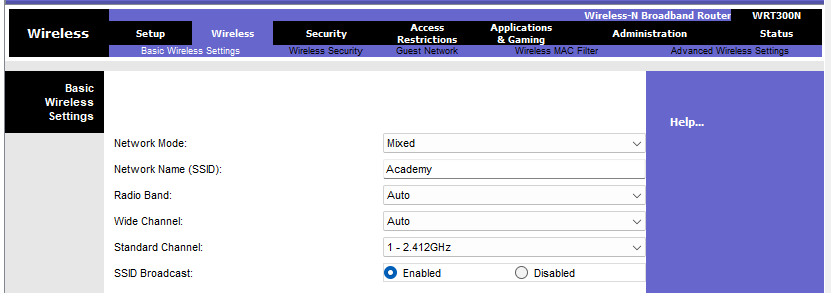 Wireless-N Broadband Router WRT300N
Wireless
Setup Wireless Security Access Restrictions Applications & Gaming Administration Status
Basic Wireless Settings Wireless Security Guest Network Wireless MAC Filter Advanced Wireless Settings
Basic
Wireless
Settings
Help...
Network Mode: Mixed
Network Name (SSID): Academy
Radio Band: Auto
Wide Channel: Auto
Standard Channel: 1 - 2.412GHz
SSID Broadcast: Enabled Disabled